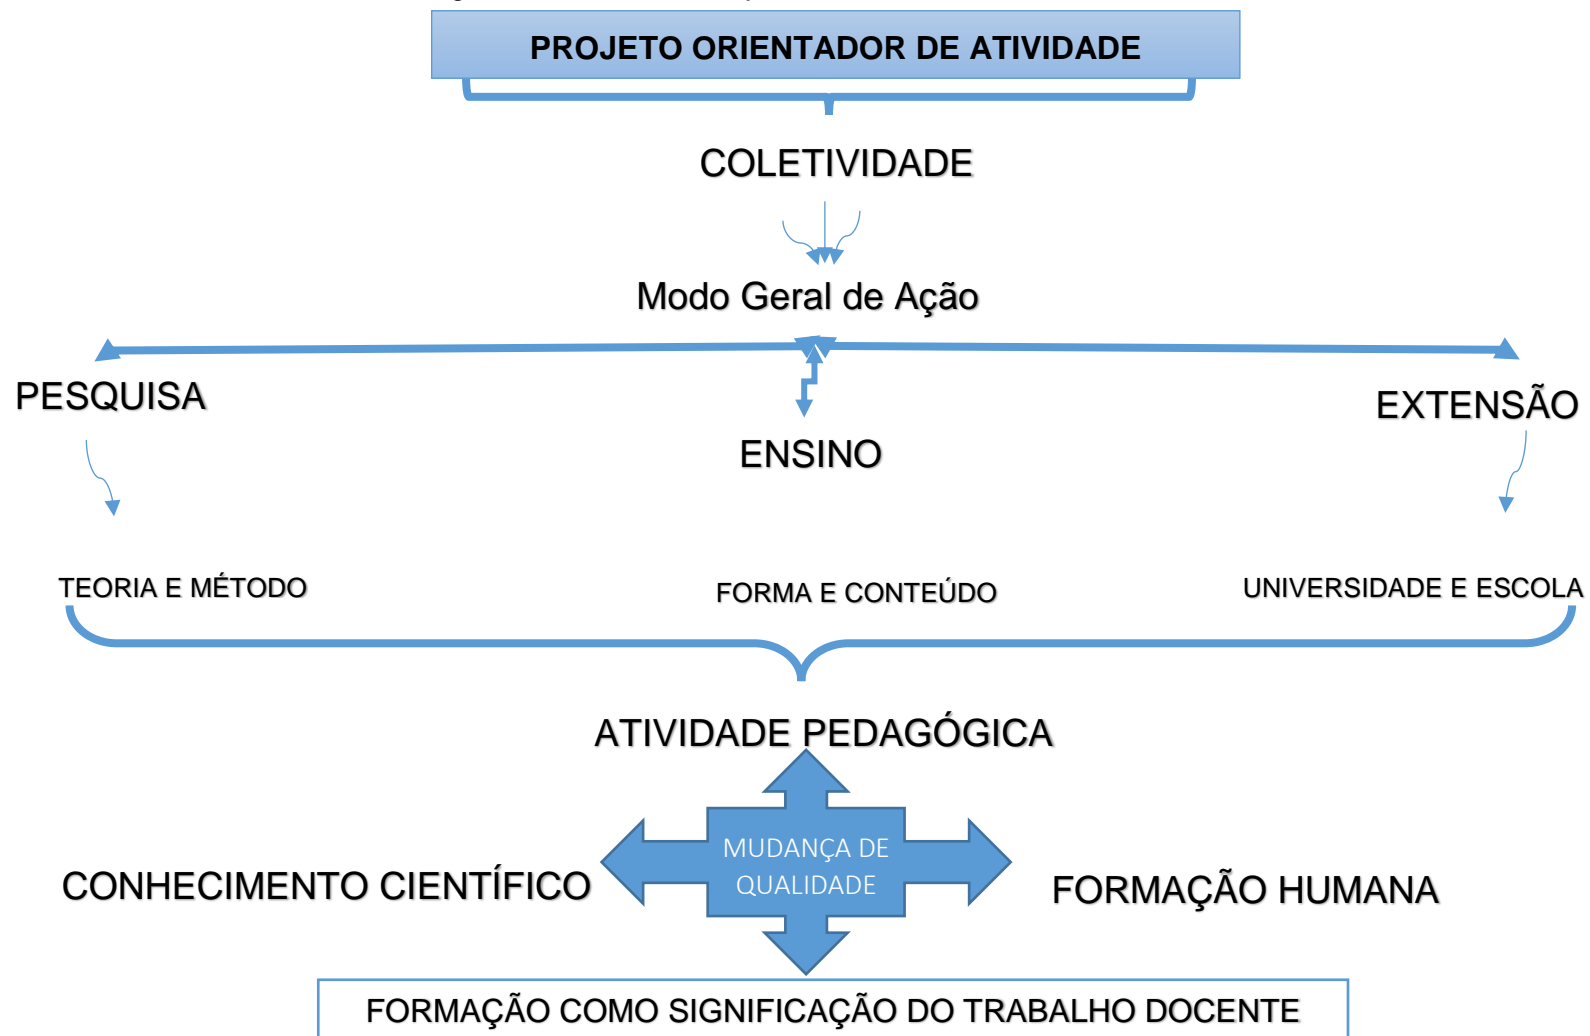 PROJETO ORIENTADOR DE ATIVIDADE
COLETIVIDADE
Modo Geral de Ação
PESQUISA
EXTENSÃO
ENSINO
TEORIA E MÉTODO
FORMA E CONTEÚDO
UNIVERSIDADE E ESCOLA
ATIVIDADE PEDAGÓGICA
MUDANÇA DE
QUALIDADE
CONHECIMENTO CIENTÍFICO
FORMAÇÃO HUMANA
FORMAÇÃO COMO SIGNIFICAÇÃO DO TRABALHO DOCENTE